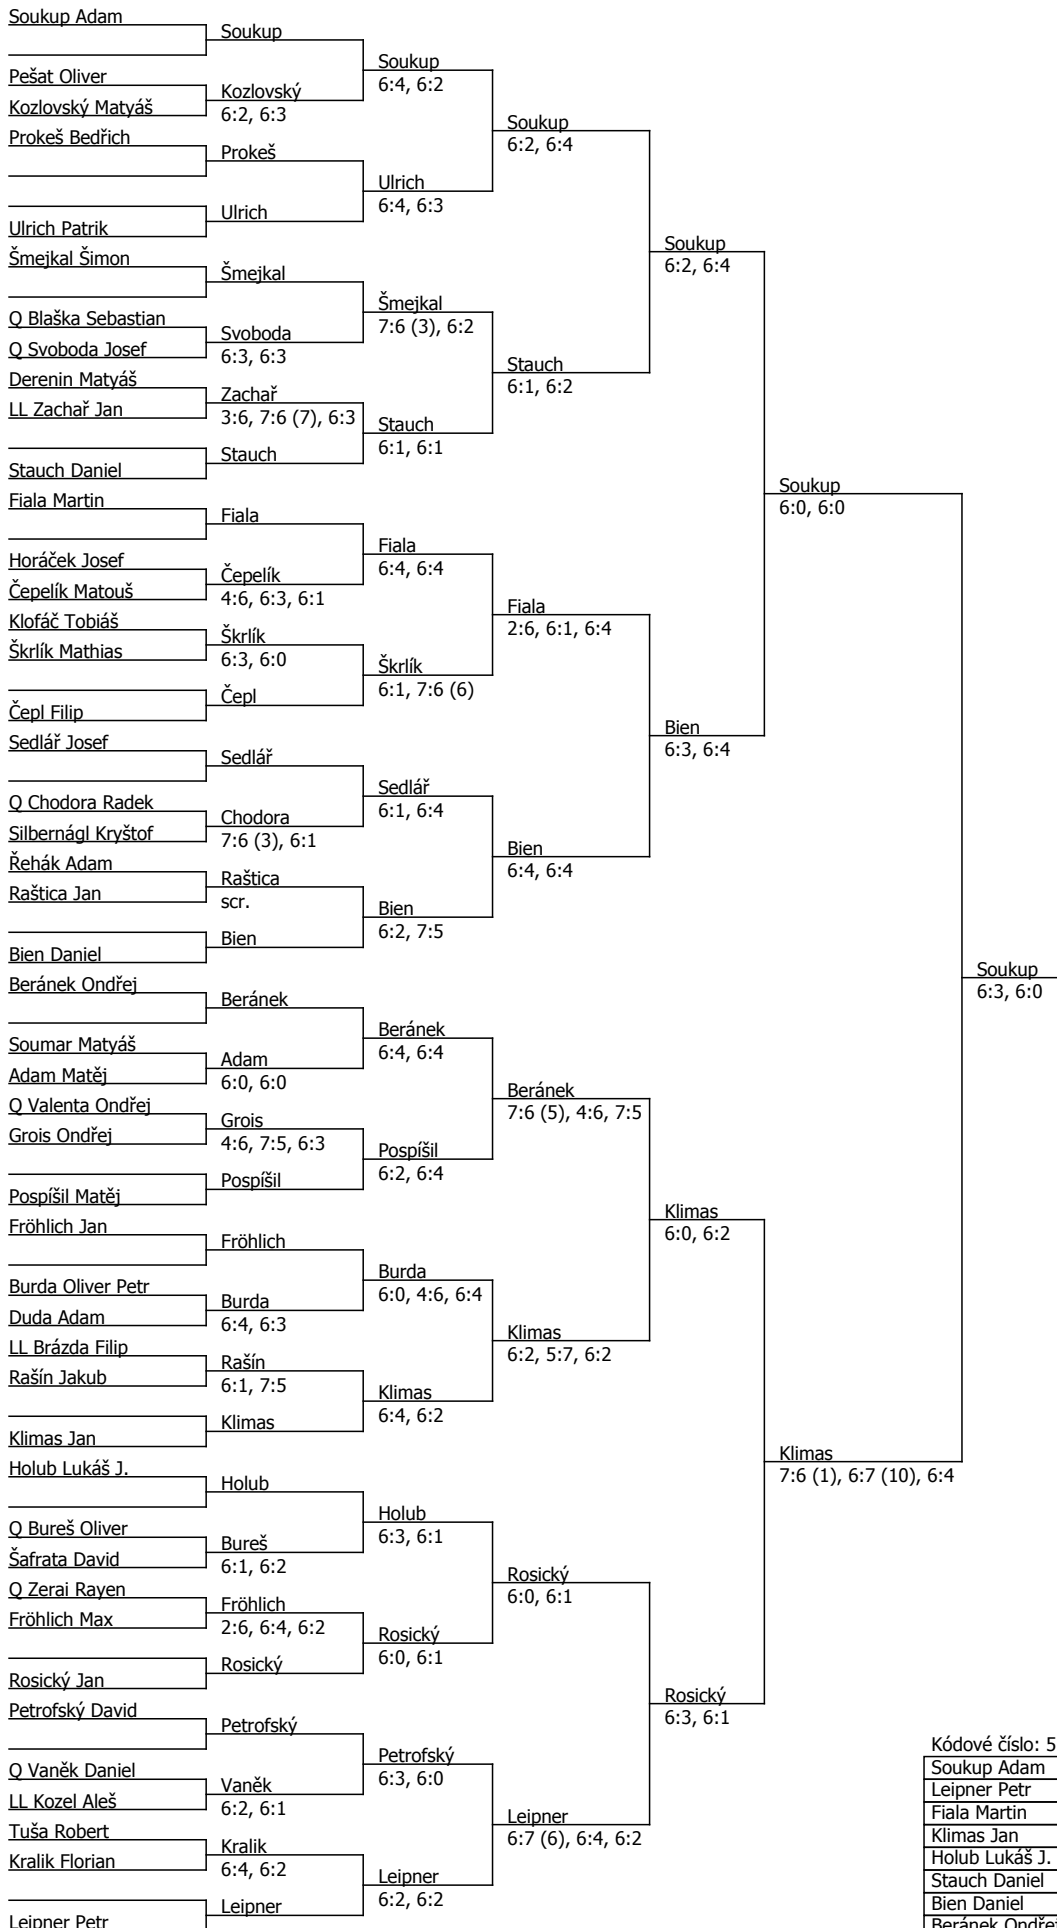 Soukup Adam
Pešat Oliver
Kozlovský Matyáš
Prokeš Bedřich
Ulrich Patrik
Šmejkal Šimon
Q Blaška Sebastian
Q Svoboda Josef
Derenin Matyáš
LL Zachař Jan
Stauch Daniel
Fiala Martin
Horáček Josef
Čepelík Matouš
Klofáč Tobiáš
Škrlík Mathias
Čepl Filip
Sedlář Josef
Q Chodora Radek
Silbernágl Kryštof
Řehák Adam
Raštica Jan
Bien Daniel
Beránek Ondřej
Soumar Matyáš
Adam Matěj
Q Valenta Ondřej
Grois Ondřej
Pospíšil Matěj
Fröhlich Jan
Burda Oliver Petr
Duda Adam
LL Brázda Filip
Rašín Jakub
Klimas Jan
Holub Lukáš J.
Q Bureš Oliver
Šafrata David
Q Zerai Rayen
Fröhlich Max
Rosický Jan
Petrofský David
Q Vaněk Daniel
LL Kozel Aleš
Tuša Robert
Kralik Florian
Leipner Petr
Soukup
Kozlovský
6:2, 6:3
Prokeš
Ulrich
Šmejkal
Svoboda
6:3, 6:3
Zachař
3:6, 7:6 (7), 6:3
Stauch
Fiala
Čepelík
4:6, 6:3, 6:1
Škrlík
6:3, 6:0
Čepl
Sedlář
Chodora
7:6 (3), 6:1
Raštica
scr.
Bien
Beránek
Adam
6:0, 6:0
Grois
4:6, 7:5, 6:3
Pospíšil
Fröhlich
Burda
6:4, 6:3
Rašín
6:1, 7:5
Klimas
Holub
Bureš
6:1, 6:2
Fröhlich
2:6, 6:4, 6:2
Rosický
Petrofský
Vaněk
6:2, 6:1
Kralik
6:4, 6:2
Leipner
Soukup
6:4, 6:2
Ulrich
6:4, 6:3
Šmejkal
7:6 (3), 6:2
Stauch
6:1, 6:1
Fiala
6:4, 6:4
Škrlík
6:1, 7:6 (6)
Sedlář
6:1, 6:4
Bien
6:2, 7:5
Beránek
6:4, 6:4
Pospíšil
6:2, 6:4
Burda
6:0, 4:6, 6:4
Klimas
6:4, 6:2
Holub
6:3, 6:1
Rosický
6:0, 6:1
Petrofský
6:3, 6:0
Leipner
6:2, 6:2
Soukup
6:2, 6:4
Stauch
6:1, 6:2
Fiala
2:6, 6:1, 6:4
Bien
6:4, 6:4
Beránek
7:6 (5), 4:6, 7:5
Klimas
6:2, 5:7, 6:2
Rosický
6:0, 6:1
Leipner
6:7 (6), 6:4, 6:2
Soukup
6:2, 6:4
Bien
6:3, 6:4
Klimas
6:0, 6:2
Rosický
6:3, 6:1
Soukup
6:0, 6:0
Klimas
7:6 (1), 6:7 (10), 6:4
Soukup
6:3, 6:0
Kódové číslo: 5
Soukup Adam
Leipner Petr
Fiala Martin
Klimas Jan
Holub Lukáš J.
Stauch Daniel
Bien Daniel
Beránek Ondřej